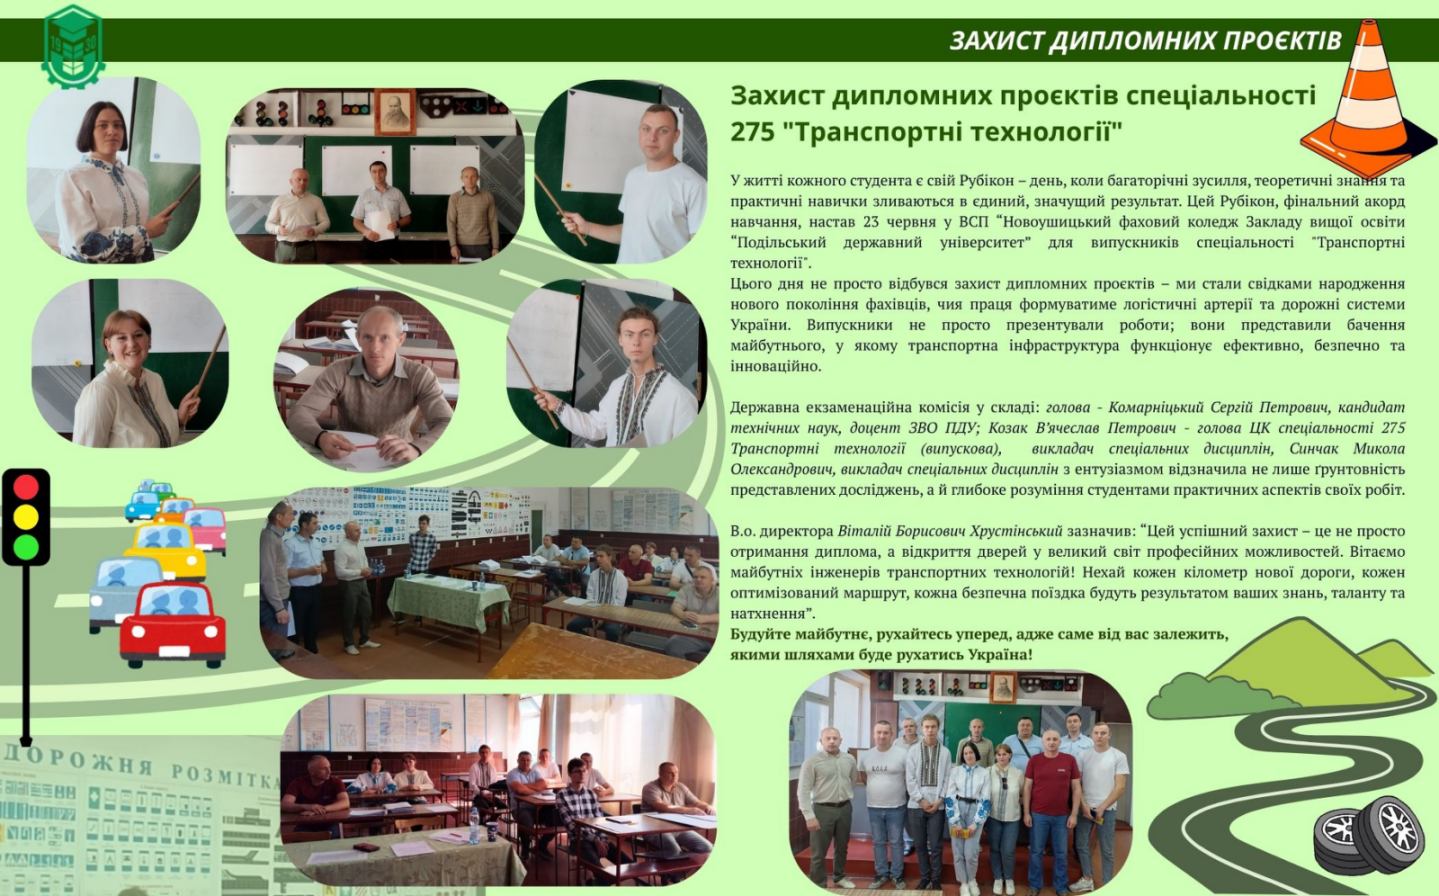 1930
ЗАХИСТ ДИПЛОМНИХ ПРОЄКТІВ
Захист дипломних проєктів спеціальності
275 "Транспортні технології"
У житті кожного студента є свій Рубікон – день, коли багаторічні зусилля, теоретичні знання та
практичні навички зливаються в єдиний, значущий результат. Цей Рубікон, фінальний акорд
навчання, настав 23 червня у ВСП “Новоушицький фаховий коледж Закладу вищої освіти
“Подільський державний університет” для випускників спеціальності "Транспортні
технології".
Цього дня не просто відбувся захист дипломних проєктів – ми стали свідками народження
нового покоління фахівців, чия праця формуватиме логістичні артерії та дорожні системи
України. Випускники не просто презентували роботи; вони представили бачення
майбутнього, у якому транспортна інфраструктура функціонує ефективно, безпечно та
інноваційно.
Державна екзаменаційна комісія у складі: голова - Комарніцький Сергій Петрович, кандидат
технічних наук, доцент ЗВО ПДУ; Козак В'ячеслав Петрович - голова ЦК спеціальності 275
Транспортні технології (випускова), викладач спеціальних дисциплін, Синчак Микола
Олександрович, викладач спеціальних дисциплін з ентузіазмом відзначила не лише ґрунтовність
представлених досліджень, а й глибоке розуміння студентами практичних аспектів своїх робіт.
В.о. директора Віталій Борисович Хрустінський зазначив: “Цей успішний захист – це не просто
отримання диплома, а відкриття дверей у великий світ професійних можливостей. Вітаємо
майбутніх інженерів транспортних технологій! Нехай кожен кілометр нової дороги, кожен
оптимізований маршрут, кожна безпечна поїздка будуть результатом ваших знань, таланту та
натхнення”.
Будуйте майбутнє, рухайтесь уперед, адже саме від вас залежить,
якими шляхами буде рухатись Україна!
ДОРОЖНЯ РОЗМІТКА